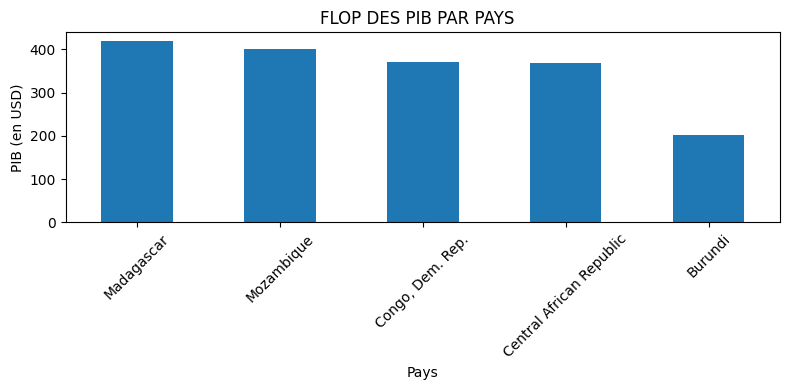 FLOP DES PIB PAR PAYS
PIB (en USD)
400
300
200
100
0
Madagascar
Mozambique
Congo, Dem. Rep.
Central African Republic
Burundi
Pays